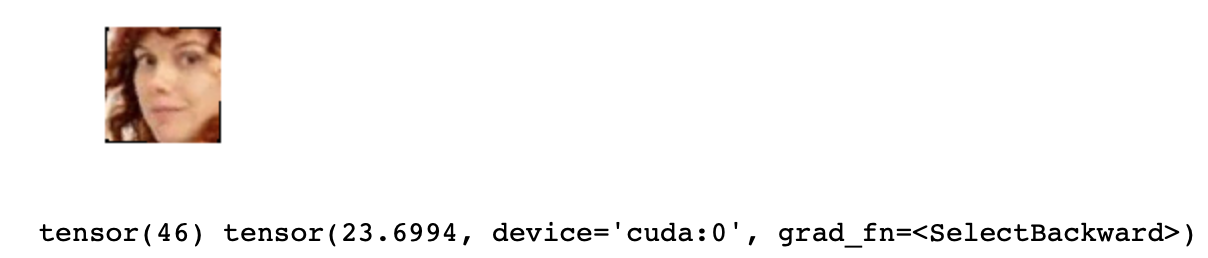 tensor(46) tensor(23.6994, device='cuda:0', grad_fn=<SelectBackward>)